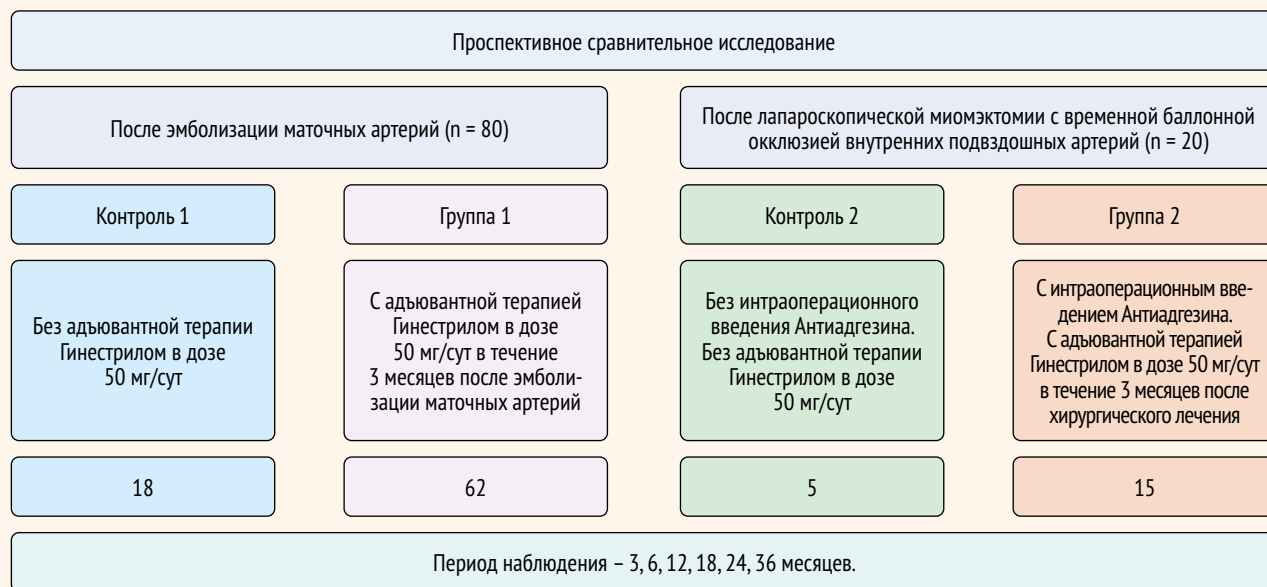 Проспективное сравнительное исследование
После эмболизации маточных артерий (n = 80)
После лапароскопической миомэктомии с временной баллонной
окклюзией внутренних подвздошных артерий (n = 20)
Контроль 1
Группа 1
Контроль 2
Группа 2
Без адъювантной терапии
Гинестрилом в дозе
50 мг/сут
С адъювантной терапией
Гинестрилом в дозе
50 мг/сут в течение
3 месяцев после эмболи-
зации маточных артерий
Без интраоперационного
введения Антиадгезина.
Без адъювантной терапии
Гинестрилом в дозе
50 мг/сут
С интраоперационным вве-
дением Антиадгезина.
С адъювантной терапией
Гинестрилом в дозе 50 мг/сут
в течение 3 месяцев после
хирургического лечения
18
62
5
15
Период наблюдения – 3, 6, 12, 18, 24, 36 месяцев.